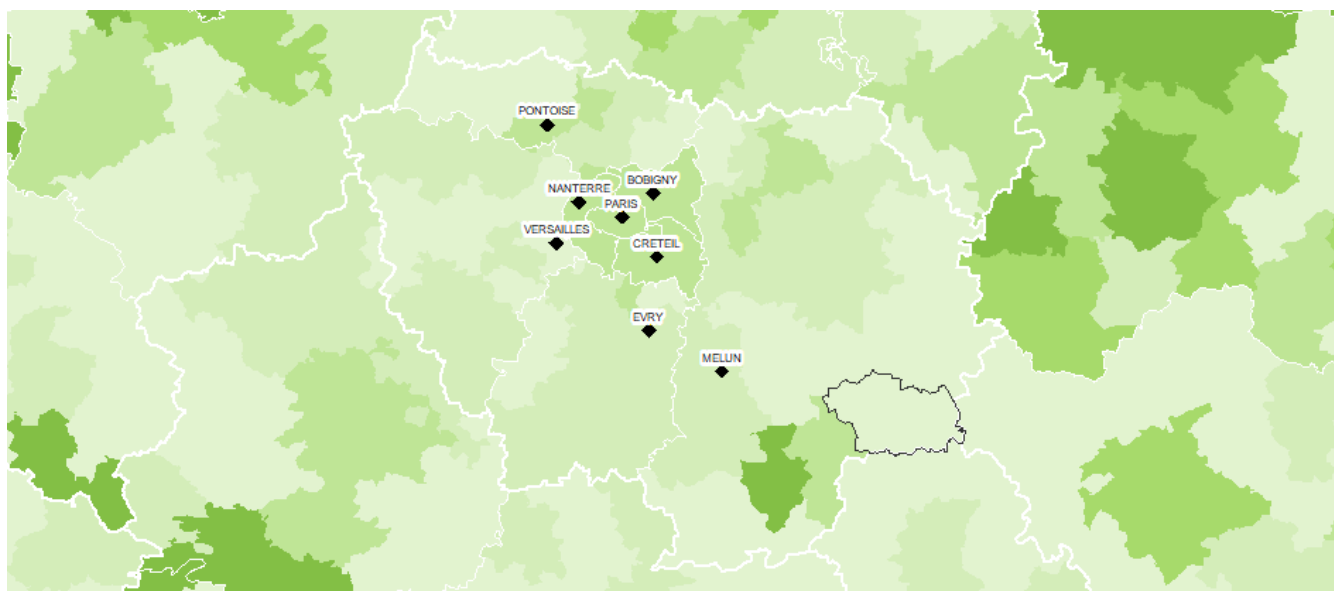 PONTOISE
BOBIGNY
NANTERRE
PARIS
VERSAILLES
CRETEIL
EVRY
MELUN